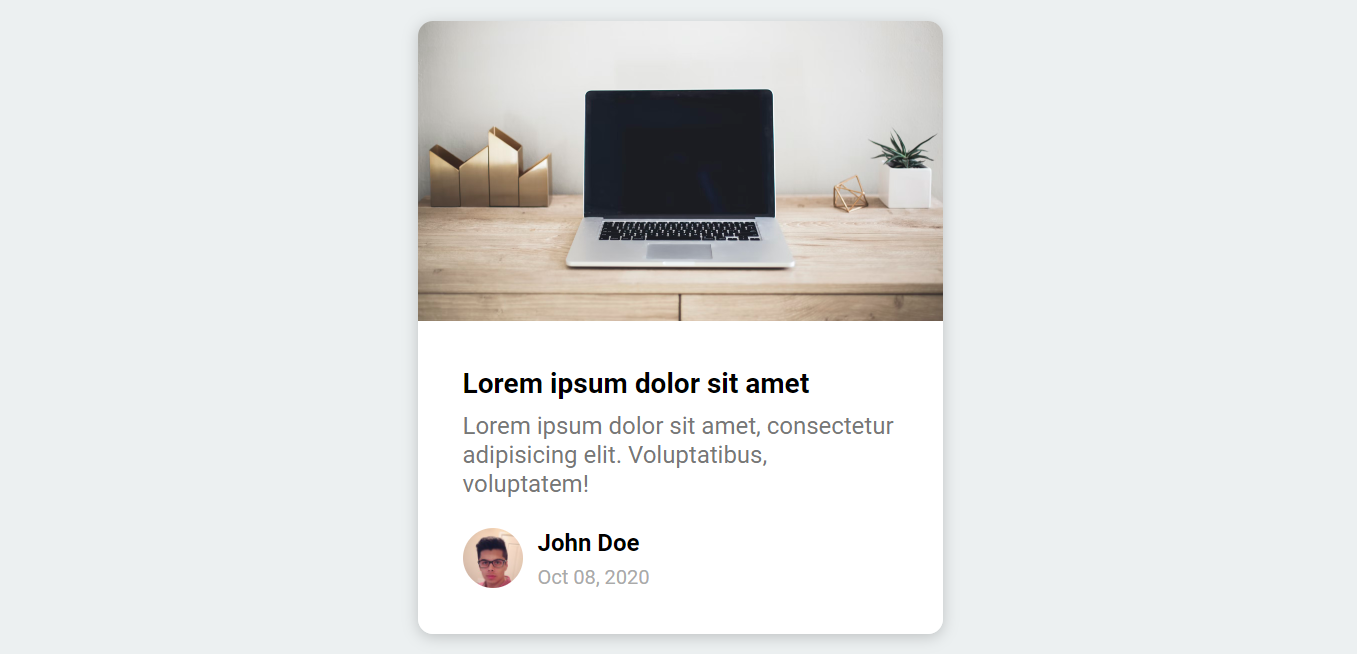 Lorem ipsum dolor sit amet
Lorem ipsum dolor sit amet, consectetur
adipisicing elit. Voluptatibus,
voluptatem!
John Doe
Oct 08, 2020